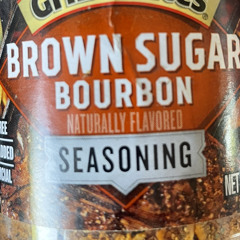 BROWN SUGAR
BOURBON
NATURALLY FLAVORED
SEASONING